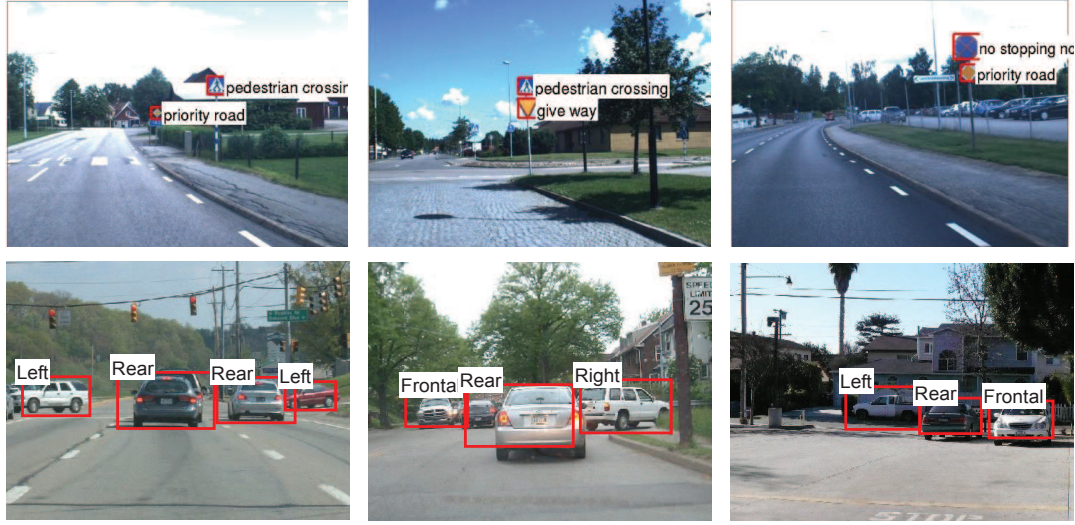 pedestrian crossin
priority road
pedestrian crossing
give way
no stopping no
priority road
Left
Rear
Rear
Left
Frontal
Rear
Right
SPEED
LIMIT
25
Left
Rear
Frontal
STOP